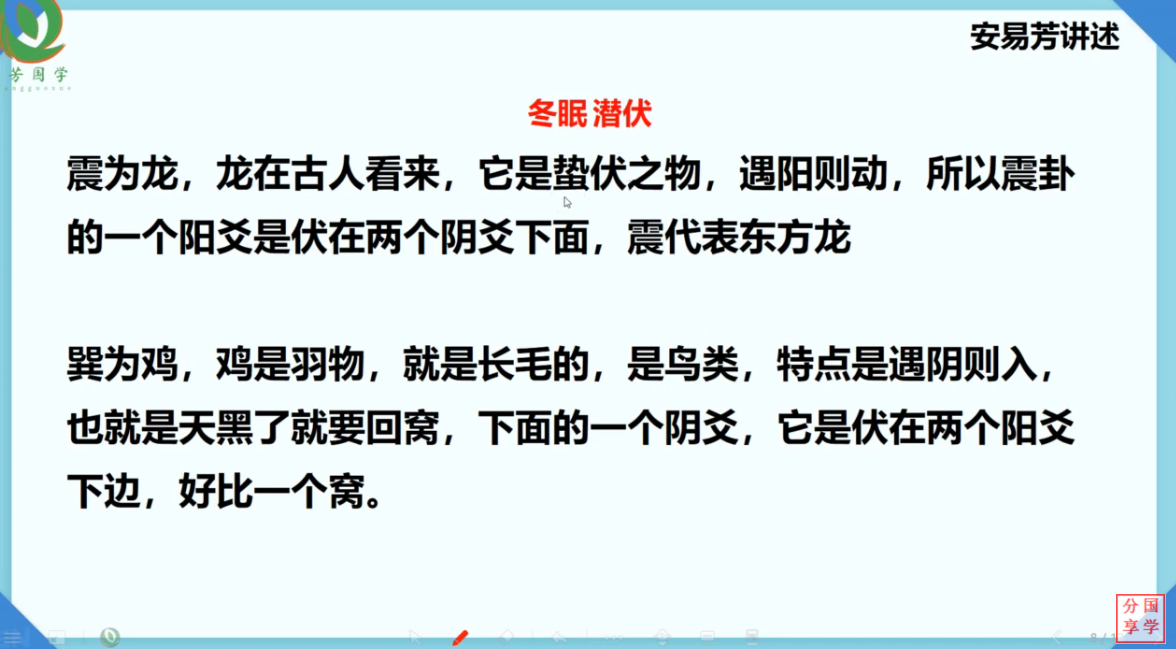 安易芳讲述
芳国学
冬眠 潜伏
震为龙，龙在古人看来，它是蛰伏之物，遇阳则动，所以震卦
的一个阳爻是伏在两个阴爻下面，震代表东方龙
巽为鸡，鸡是羽物，就是长毛的，是鸟类，特点是遇阴则入，
也就是天黑了就要回窝，下面的一个阴爻，它是伏在两个阳爻
下边，好比一个窝。
分国
享学